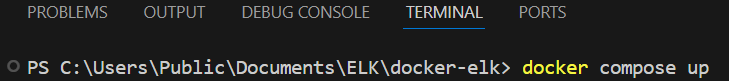 PROBLEMS OUTPUT DEBUG CONSOLE TERMINAL PORTS
PS C:\Users\Public\Documents\ELK\docker-elk> docker compose up